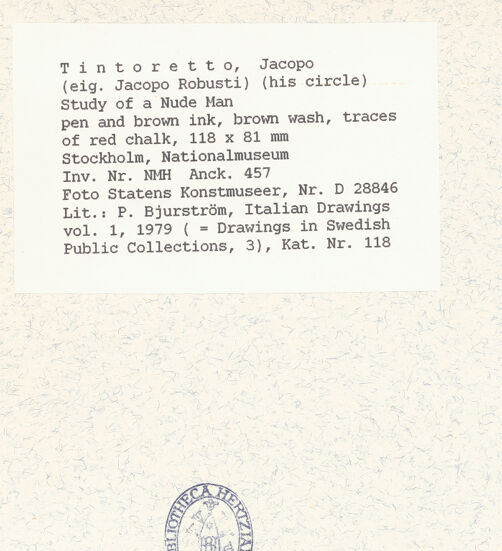 T i n t o r e t t o, Jacopo
(eig. Jacopo Robusti) (his circle)
Study of a Nude Man
pen and brown ink, brown wash, traces
of red chalk, 118 x 81 mm
Stockholm, Nationalmuseum
Inv. Nr. NMH Anck. 457
Foto Statens Konstmuseer, Nr. D 28846
Lit.: P. Bjurström, Italian Drawings
vol. 1, 1979 ( = Drawings in Swedish
Public Collections, 3), Kat. Nr. 118
BLIOTHECA HERTZIA